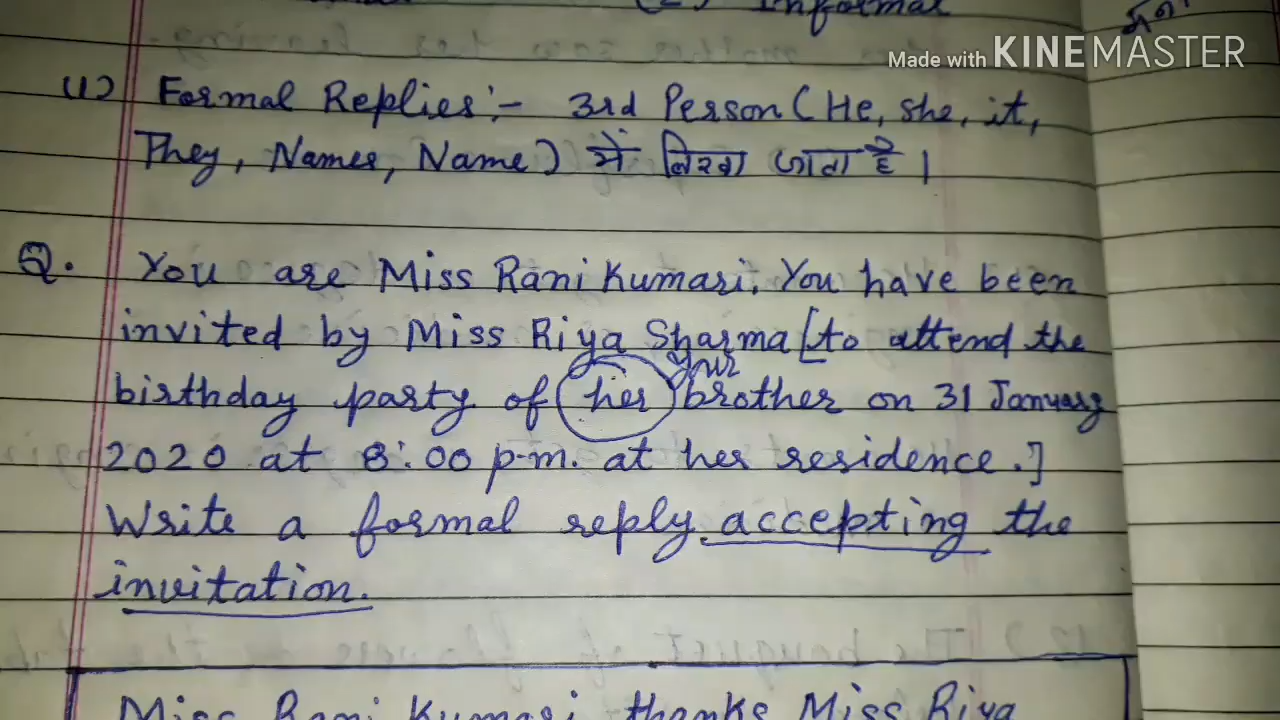 (2) Informal
Made with KINEMASTER
(1) Formal Replies :- 3rd Person ( He, she, it,
They, Names, Name ) में लिखा जाता है ।
Q. You are Miss Rani Kumari. You have been
invited by Miss Riya Sharma [to attend the
your
birthday party of her brother on 31 January
2020 at 8:00 p.m. at her residence.]
Write a formal reply accepting the
invitation.
Miss Rani Kumari thanks Miss Riya